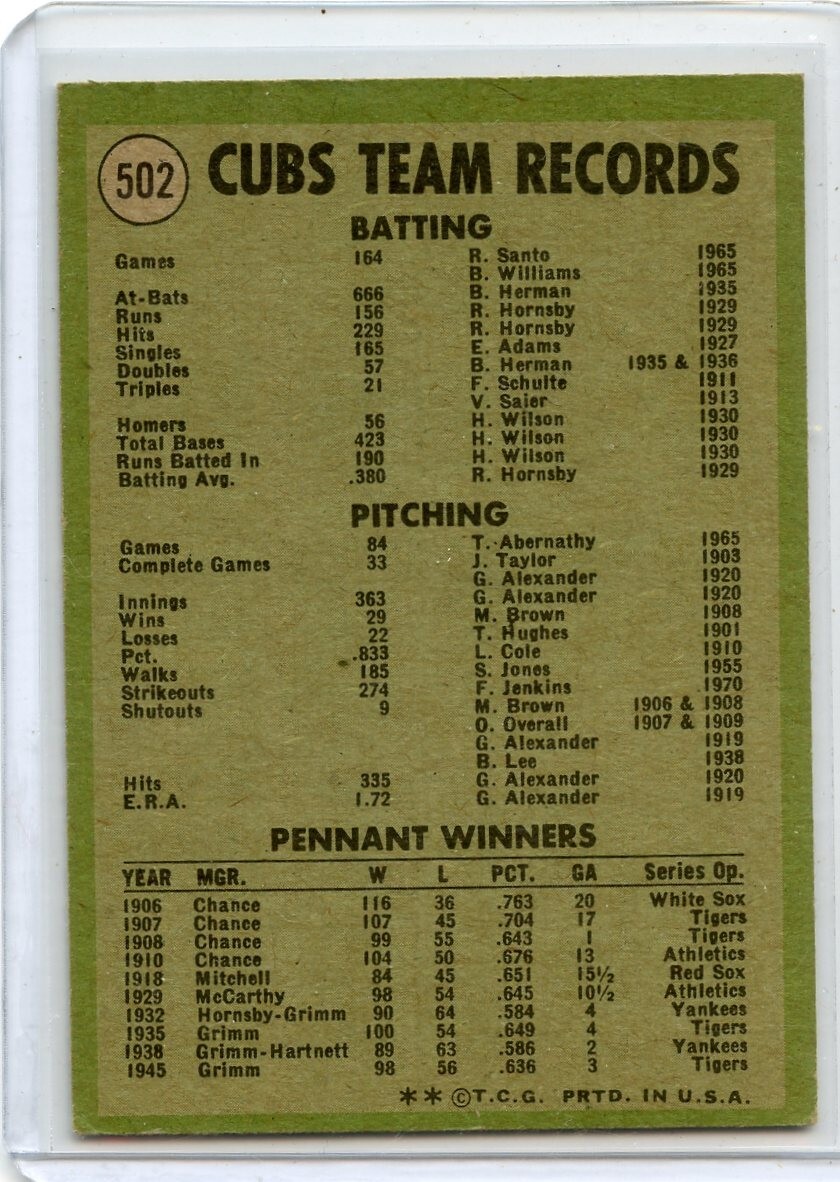 502 CUBS TEAM RECORDS
BATTING
Games 164 R. Santo 1965
B. Williams 1965
At-Bats 666 B. Herman 1935
Runs 156 R. Hornsby 1929
Hits 229 R. Hornsby 1929
Singles 165 E. Adams 1927
Doubles 57 B. Herman 1935 & 1936
Triples 21 F. Schulte 1911
V. Saier 1913
Homers 56 H. Wilson 1930
Total Bases 423 H. Wilson 1930
Runs Batted In 190 H. Wilson 1930
Batting Avg. .380 R. Hornsby 1929
PITCHING
Games 84 T. Abernathy 1965
Complete Games 33 J. Taylor 1903
G. Alexander 1920
Innings 363 G. Alexander 1920
Wins 29 M. Brown 1908
Losses 22 T. Hughes 1901
Pct. .833 L. Cole 1910
Walks 185 S. Jones 1955
Strikeouts 274 F. Jenkins 1970
Shutouts 9 M. Brown 1906 & 1908
O. Overall 1907 & 1909
G. Alexander 1919
B. Lee 1938
Hits 335 G. Alexander 1920
E.R.A. 1.72 G. Alexander 1919
PENNANT WINNERS
YEAR MGR. W L PCT. GA Series Op.
1906 Chance 116 36 .763 20 White Sox
1907 Chance 107 45 .704 17 Tigers
1908 Chance 99 55 .643 1 Tigers
1910 Chance 104 50 .676 13 Athletics
1918 Mitchell 84 45 .651 15½ Red Sox
1929 McCarthy 98 54 .645 10½ Athletics
1932 Hornsby-Grimm 90 64 .584 4 Yankees
1935 Grimm 100 54 .649 4 Tigers
1938 Grimm-Hartnett 89 63 .586 2 Yankees
1945 Grimm 98 56 .636 3 Tigers
** ©T.C.G. PRTD. IN U.S.A.